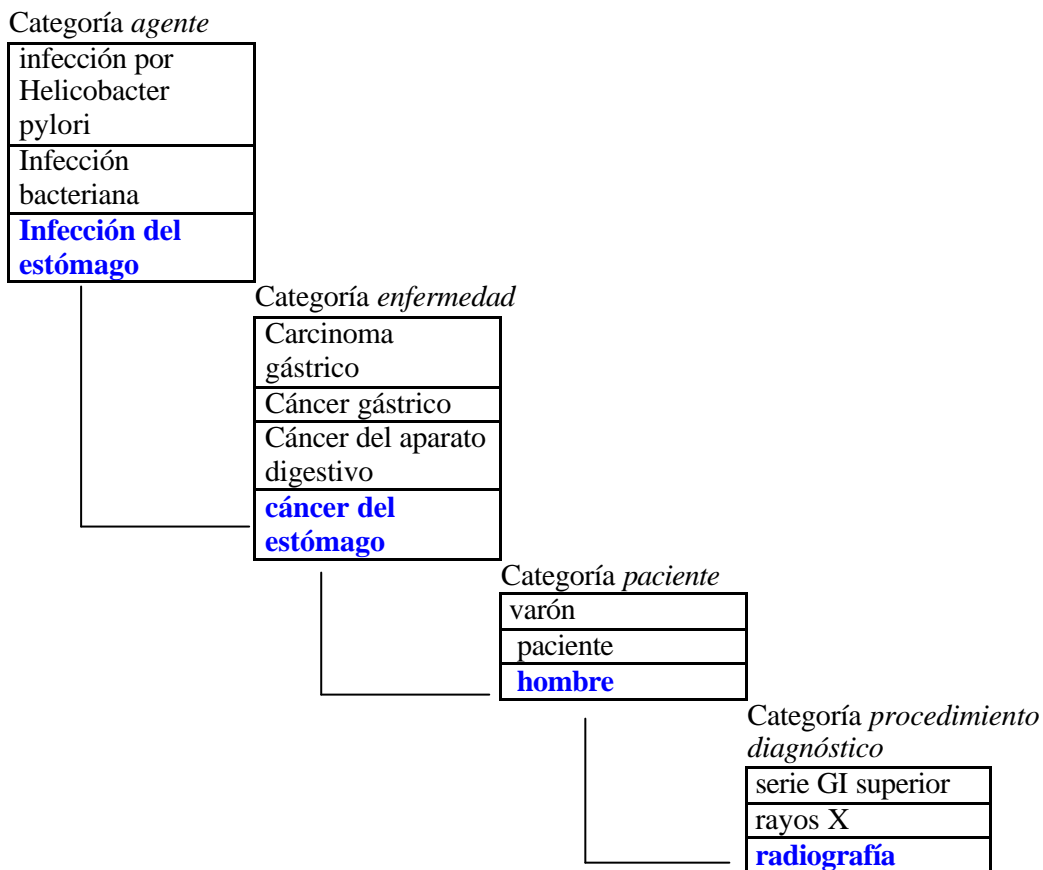 Categoría agente
infección por
Helicobacter
pylori
Infección
bacteriana
Infección del
estómago
Categoría enfermedad
Carcinoma
gástrico
Cáncer gástrico
Cáncer del aparato
digestivo
cáncer del
estómago
Categoría paciente
varón
paciente
hombre
Categoría procedimiento
diagnóstico
serie GI superior
rayos X
radiografía